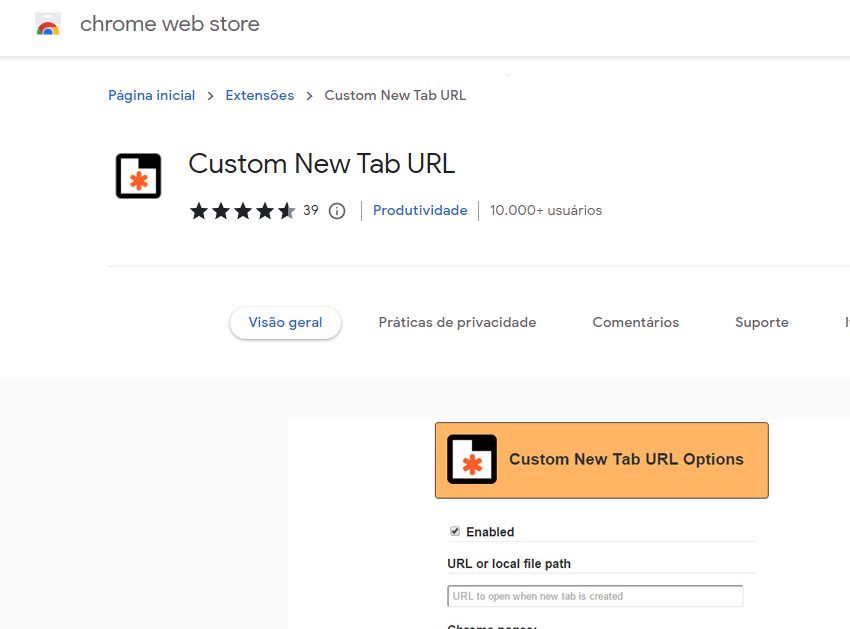 chrome web store
Página inicial > Extensões > Custom New Tab URL
Custom New Tab URL
39 Produtividade 10.000+ usuários
Visão geral Práticas de privacidade Comentários Suporte
Custom New Tab URL Options
Enabled
URL or local file path
URL to open when new tab is created
Chrome pages: